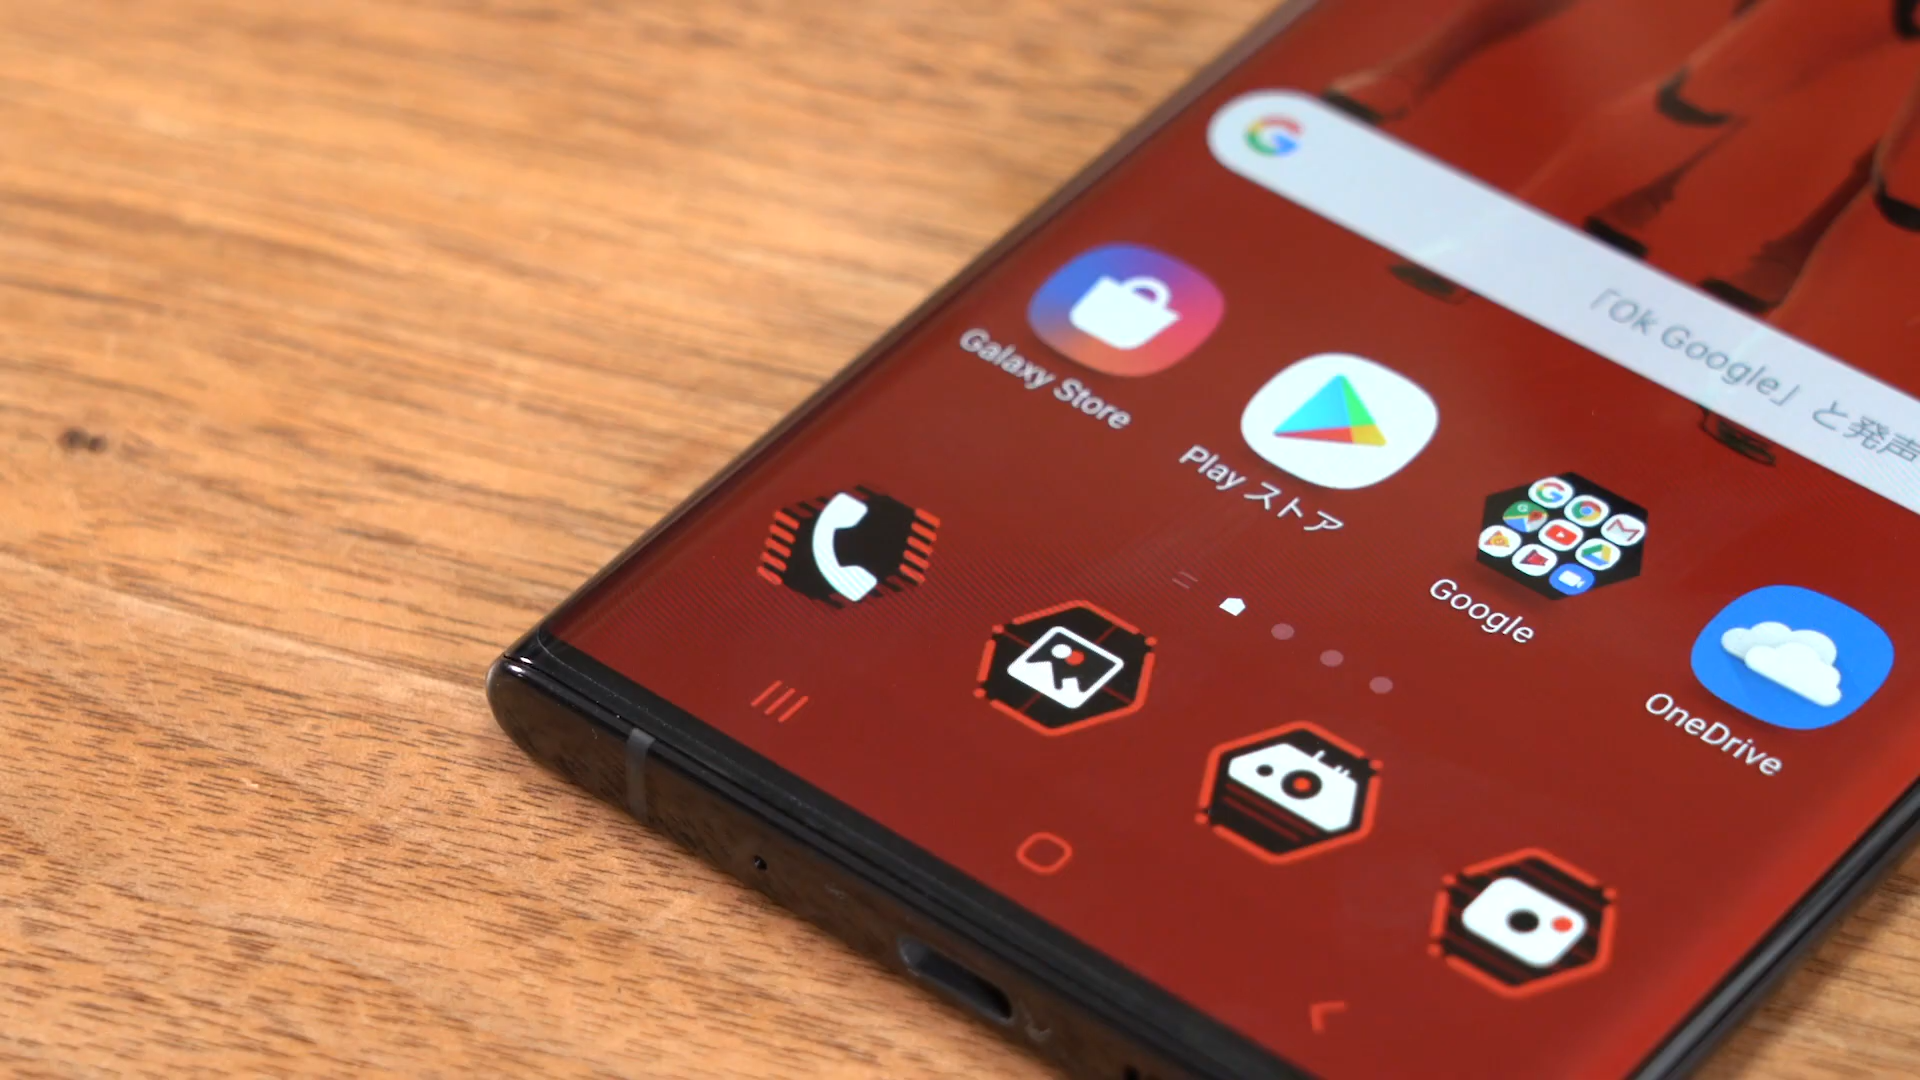 「Ok Google」と発声
Galaxy Store
Play ストア
Google
OneDrive